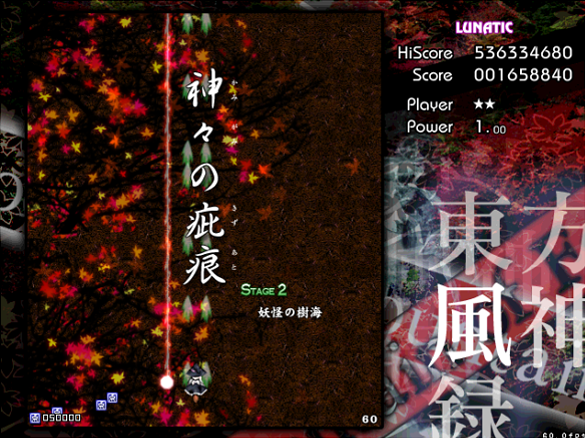 LUNATIC
HiScore 536334680
Score 001658840
Player ★★
Power 1.00
神々の疵痕
かみがみ
きずあと
STAGE 2
妖怪の樹海
050000
60
東方
風神
録